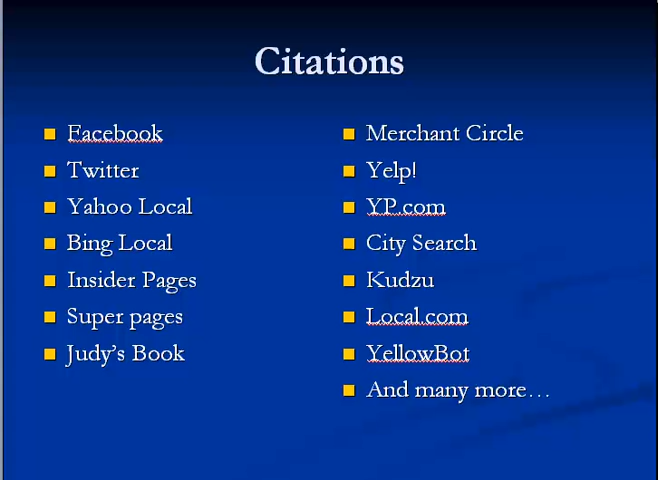 Citations
Facebook
Twitter
Yahoo Local
Bing Local
Insider Pages
Super pages
Judy's Book
Merchant Circle
Yelp!
YP.com
City Search
Kudzu
Local.com
YellowBot
And many more…